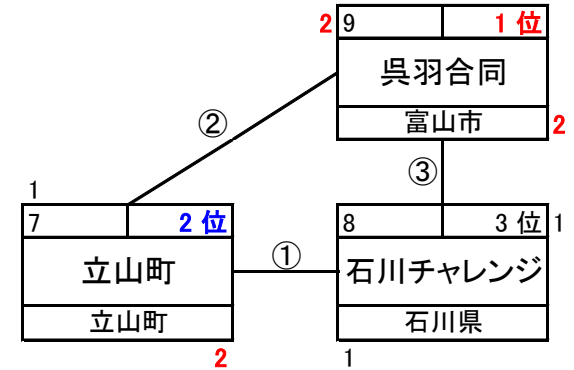 2 9 1 位
呉羽合同
富山市 2
②
③
1
7 2 位
立山町
立山町
2
①
8 3 位 1
石川チャレンジ
石川県
1